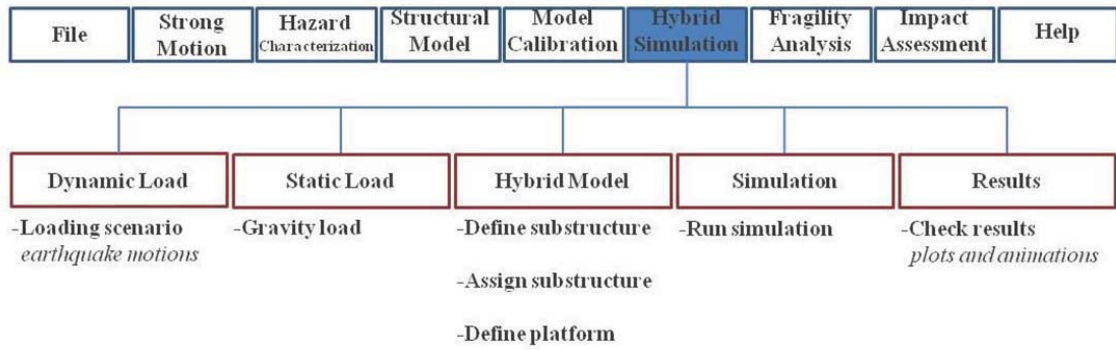 File
Strong
Motion
Hazard
Characterization
Structural
Model
Model
Calibration
Hybrid
Simulation
Fragility
Analysis
Impact
Assessment
Help
Dynamic Load
Static Load
Hybrid Model
Simulation
Results
-Loading scenario
earthquake motions
-Gravity load
-Define substructure
-Assign substructure
-Define platform
-Run simulation
-Check results
plots and animations